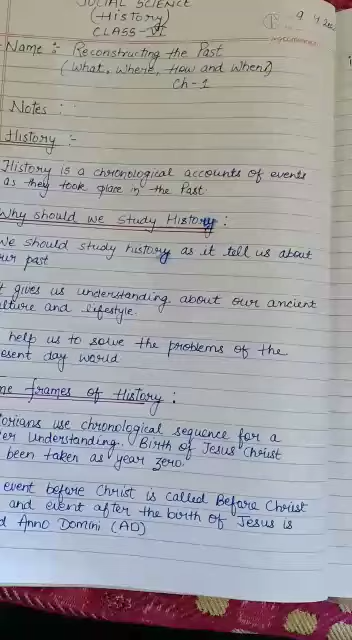 SOCIAL SCIENCE
(History)
CLASS-VI
9 4
Name :- Reconstructing the Past
(What, Where, How and When?)
Ch-1
Notes :
History :-
History is a chronological accounts of events
as they took place in the Past.
Why should we study History :
We should study history as it tell us about
our past
gives us understanding about our ancient
culture and lifestyle.
help us to solve the problems of the
present day world
frames of History :
use chronological sequence for a
understanding. Birth of Jesus Christ
been taken as year zero.
event before Christ is called Before Christ
and event after the birth of Jesus is
Anno Domini (AD)